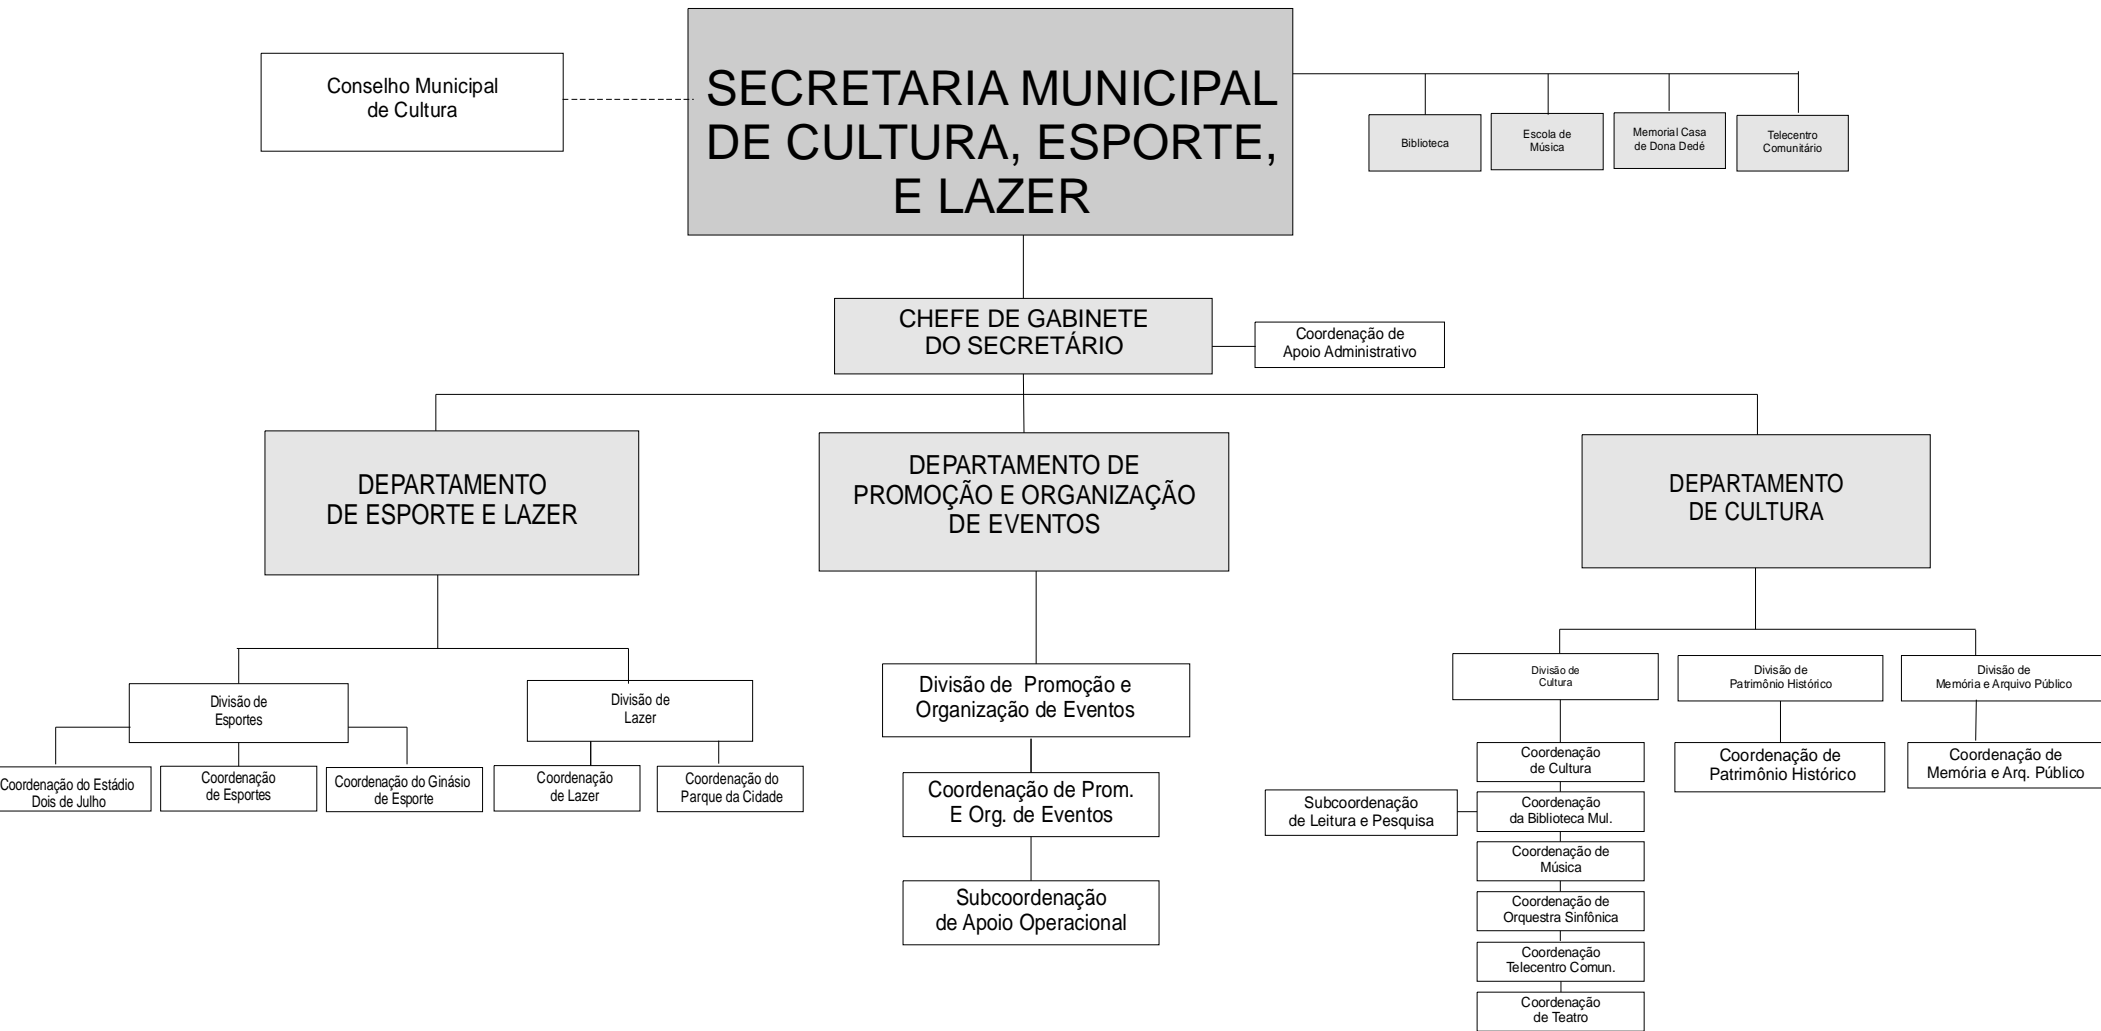 Conselho Municipal
de Cultura
SECRETARIA MUNICIPAL
DE CULTURA, ESPORTE,
E LAZER
Biblioteca
Escola de
Música
Memorial Casa
de Dona Dedé
Telecentro
Comunitário
CHEFE DE GABINETE
DO SECRETÁRIO
Coordenação de
Apoio Administrativo
DEPARTAMENTO
DE ESPORTE E LAZER
DEPARTAMENTO DE
PROMOÇÃO E ORGANIZAÇÃO
DE EVENTOS
DEPARTAMENTO
DE CULTURA
Divisão de
Esportes
Divisão de
Lazer
Coordenação do Estádio
Dois de Julho
Coordenação
de Esportes
Coordenação do Ginásio
de Esporte
Coordenação
de Lazer
Coordenação do
Parque da Cidade
Divisão de Promoção e
Organização de Eventos
Coordenação de Prom.
E Org. de Eventos
Subcoordenação
de Apoio Operacional
Divisão de
Cultura
Divisão de
Patrimônio Histórico
Divisão de
Memória e Arquivo Público
Coordenação
de Cultura
Coordenação de
Patrimônio Histórico
Coordenação de
Memória e Arq. Público
Subcoordenação
de Leitura e Pesquisa
Coordenação
da Biblioteca Mul.
Coordenação de
Música
Coordenação de
Orquestra Sinfônica
Coordenação
Telecentro Comun.
Coordenação
de Teatro